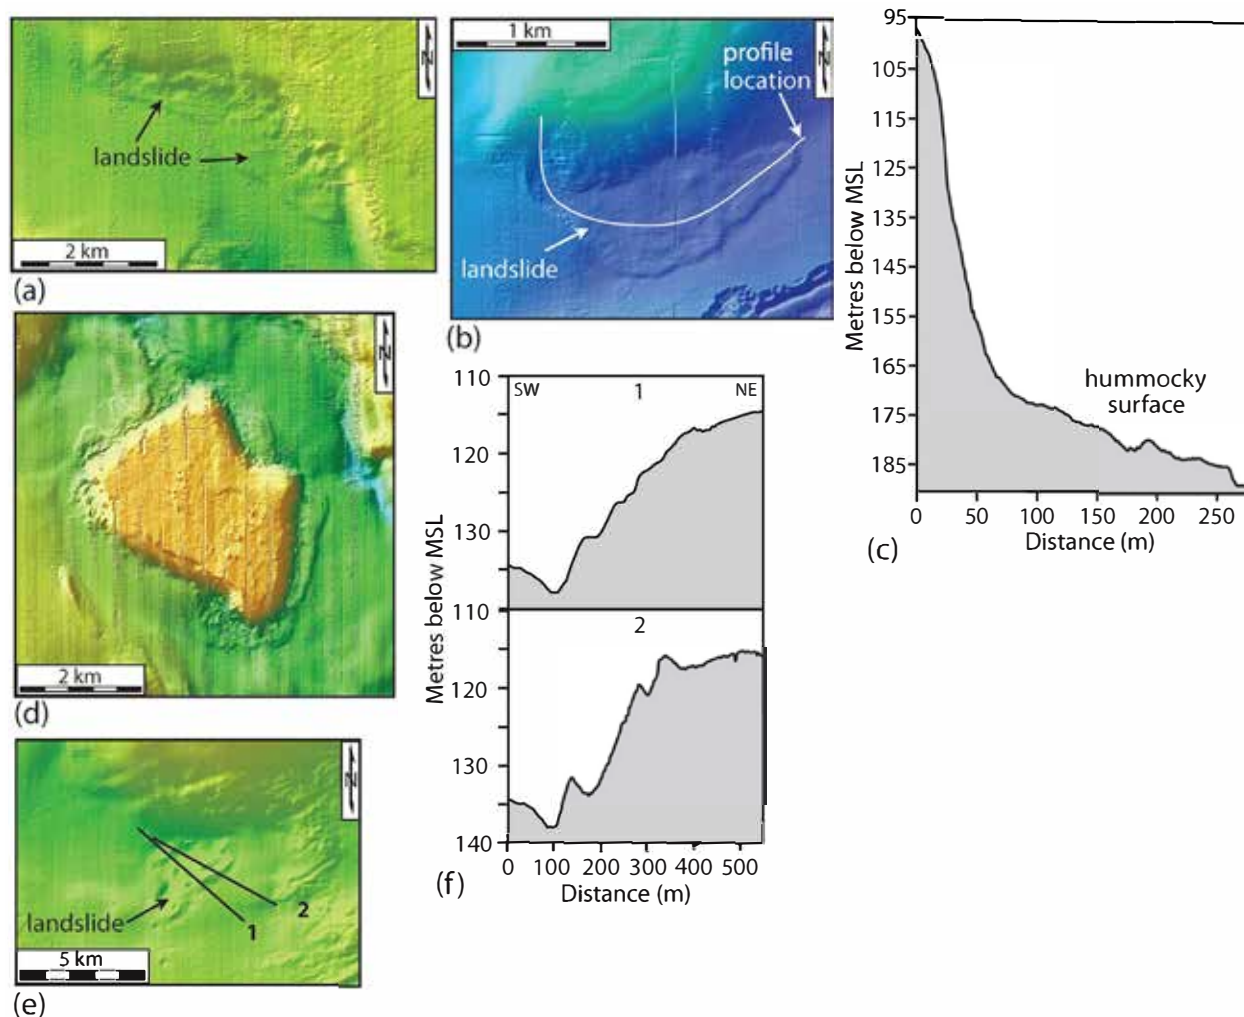 N
landslide
2 km
(a)
1 km
N
profile
location
landslide
(b)
95
105
115
125
135
145
155
165
175
185
Metres below MSL
hummocky
surface
0 50 100 150 200 250
Distance (m)
(c)
N
2 km
(d)
110
SW 1 NE
120
130
110
2
120
130
140
Metres below MSL
0 100 200 300 400 500
Distance (m)
(f)
N
landslide
1
2
5 km
(e)